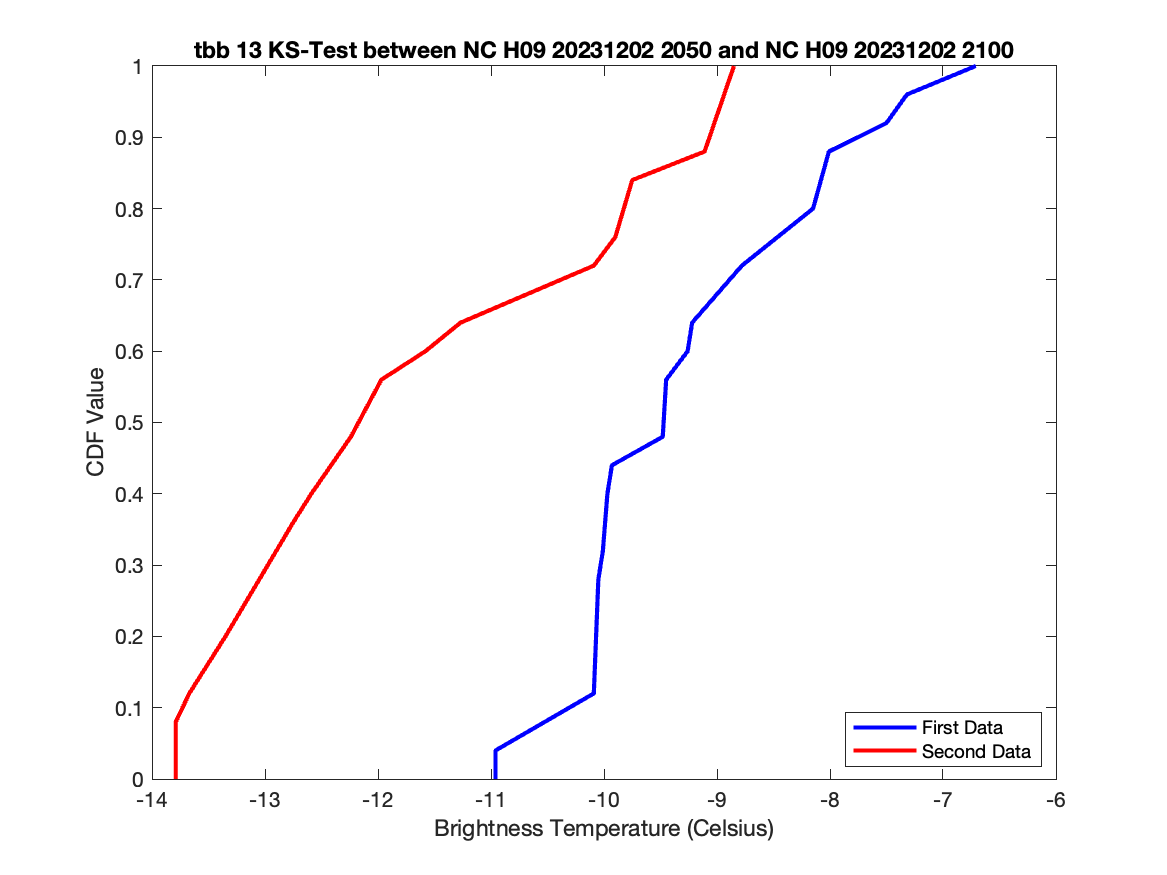 tbb 13 KS-Test between NC H09 20231202 2050 and NC H09 20231202 2100
1
0.9
0.8
0.7
0.6
0.5
0.4
0.3
0.2
0.1
0
CDF Value
First Data
Second Data
-14 -13 -12 -11 -10 -9 -8 -7 -6
Brightness Temperature (Celsius)